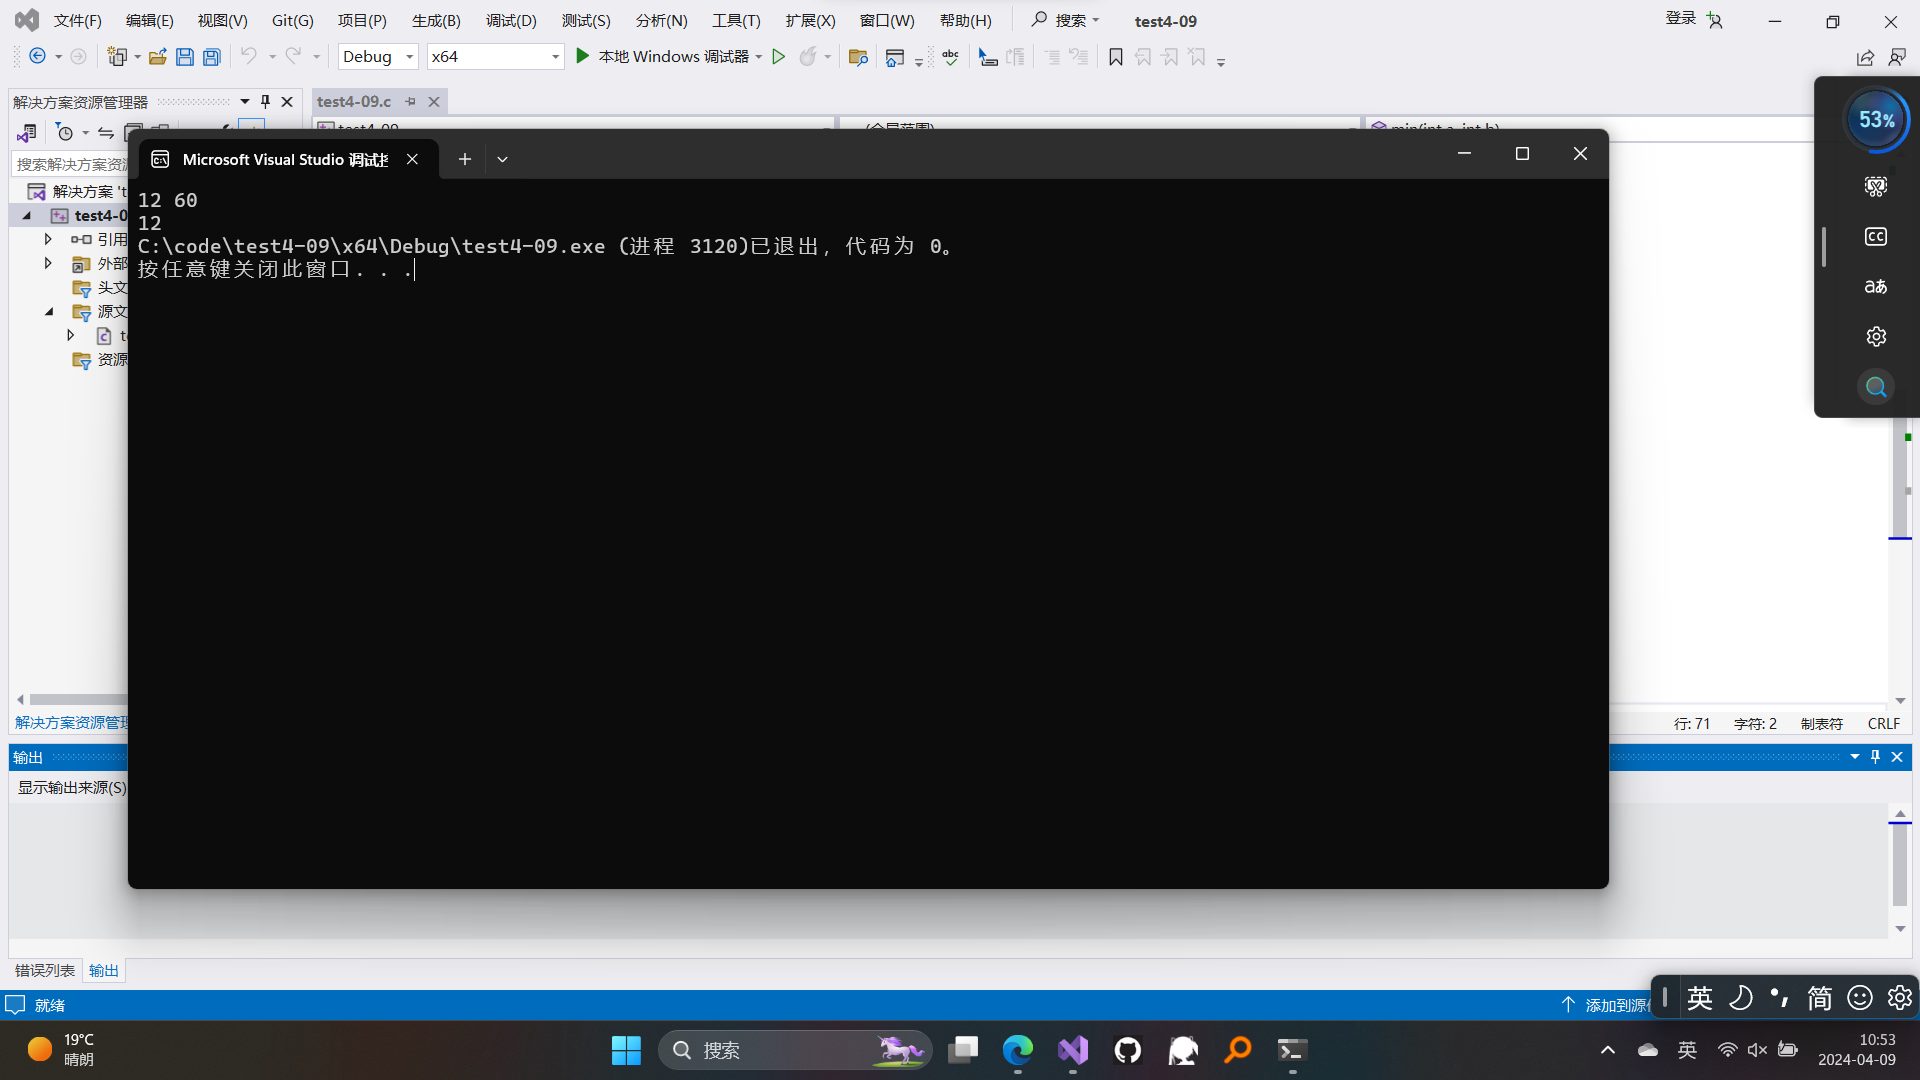 文件(F) 编辑(E) 视图(V) Git(G) 项目(P) 生成(B) 调试(D) 测试(S) 分析(N) 工具(T) 扩展(X) 窗口(W) 帮助(H) 搜索 test4-09 登录
Debug x64 本地 Windows 调试器
解决方案资源管理器 test4-09.c
搜索解决方案资源
解决方案
test4-0
引用
外部
头文
源文
资源
53%
Microsoft Visual Studio 调试控
12 60
12
C:\code\test4-09\x64\Debug\test4-09.exe (进程 3120)已退出，代码为 0。
按任意键关闭此窗口. . .
解决方案资源管理
行: 71 字符: 2 制表符 CRLF
输出
显示输出来源(S)
错误列表 输出
就绪 添加到源
英 简
19°C
晴朗
搜索
英
10:53
2024-04-09